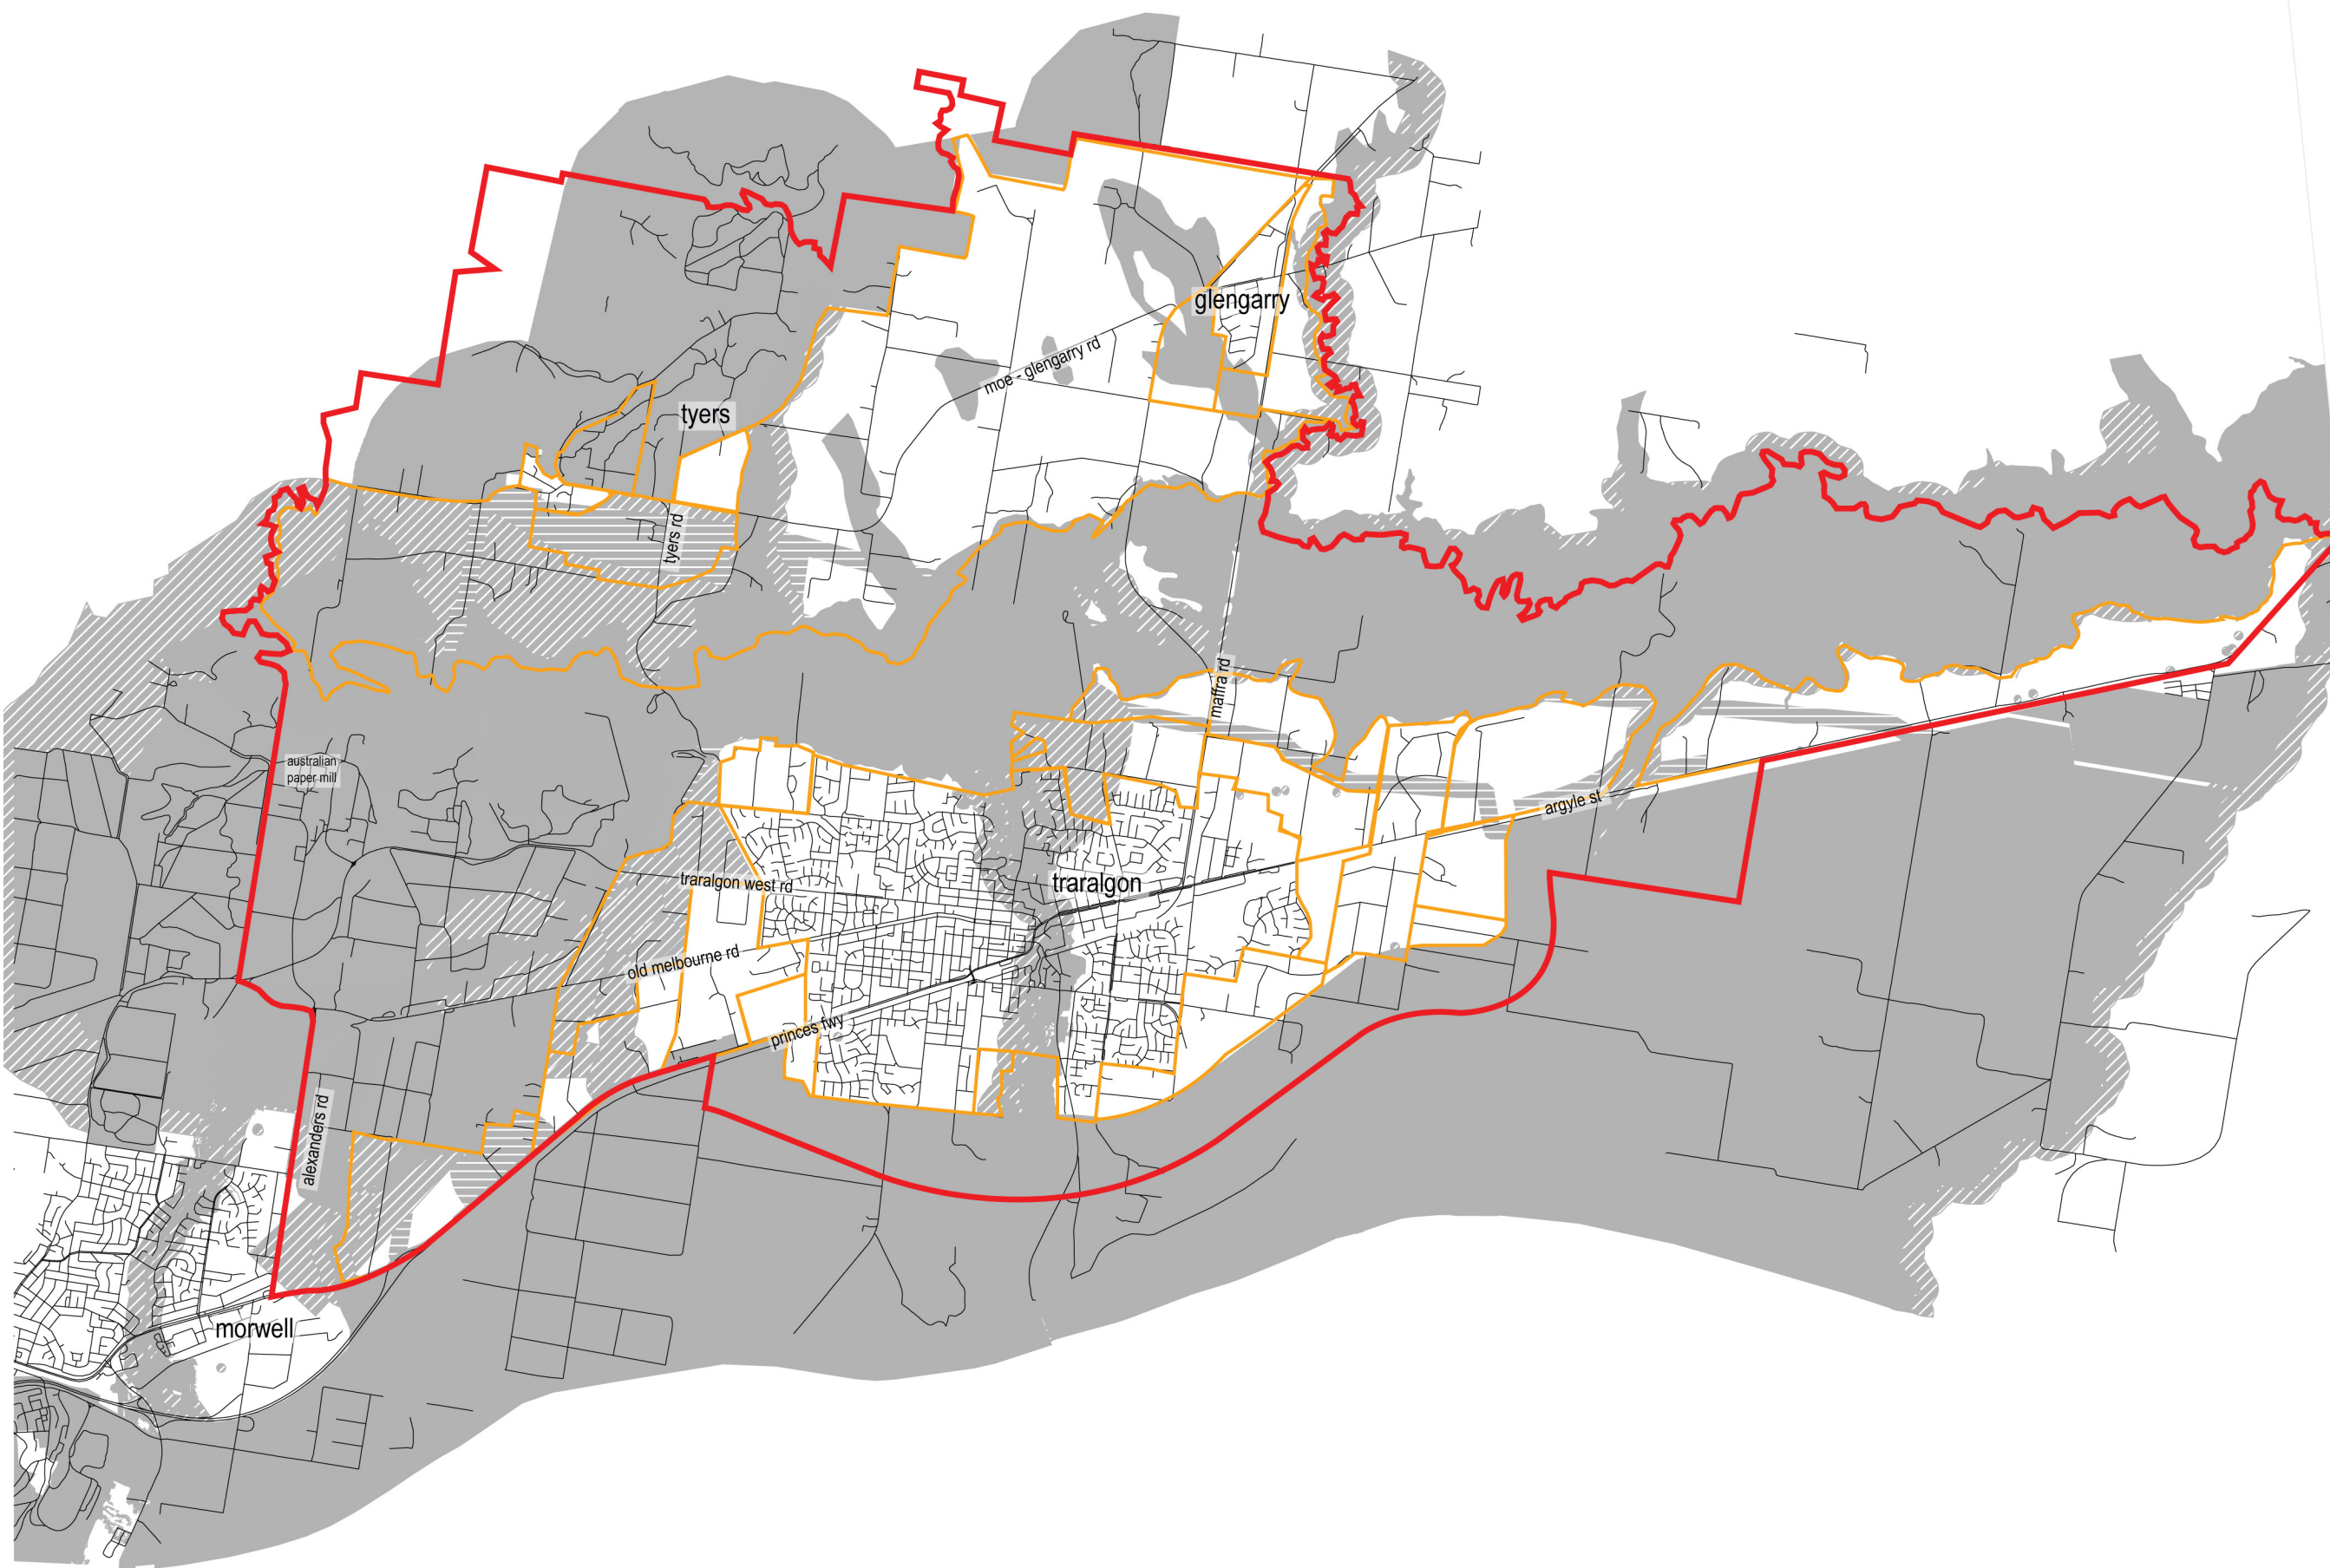 glengarry
moe - glengarry rd
tyers
tyers rd
maffra rd
australian
paper mill
argyle st
traralgon west rd
traralgon
old melbourne rd
princes fwy
alexanders rd
morwell